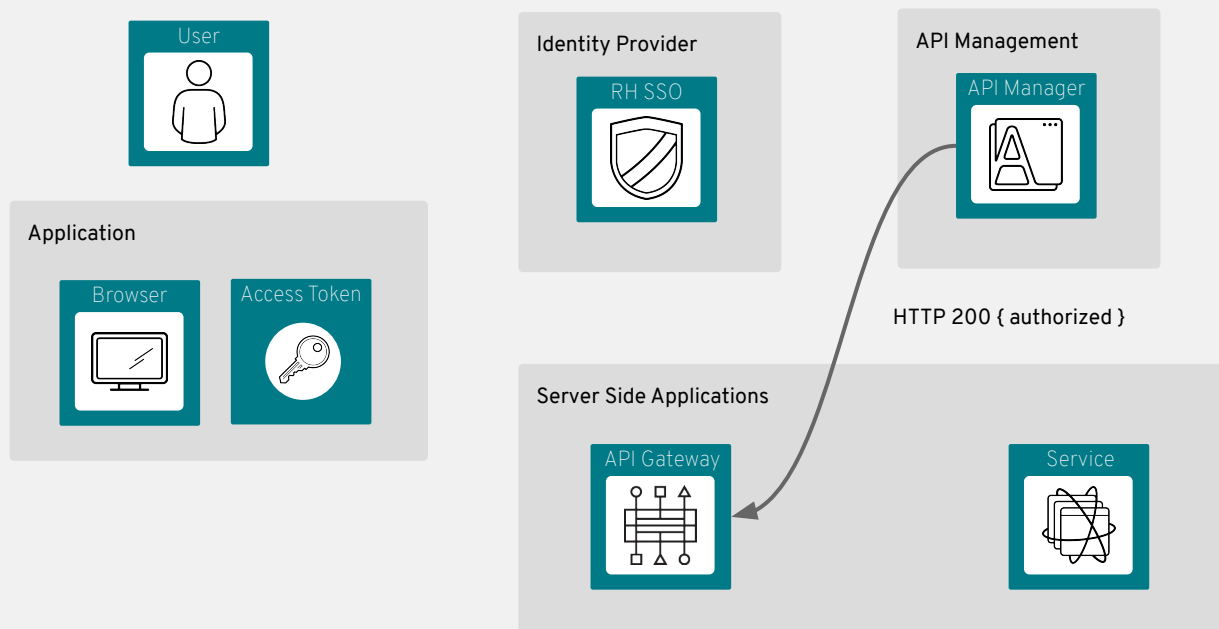 User
Identity Provider
RH SSO
API Management
API Manager
Application
Browser
Access Token
HTTP 200 { authorized }
Server Side Applications
API Gateway
Service